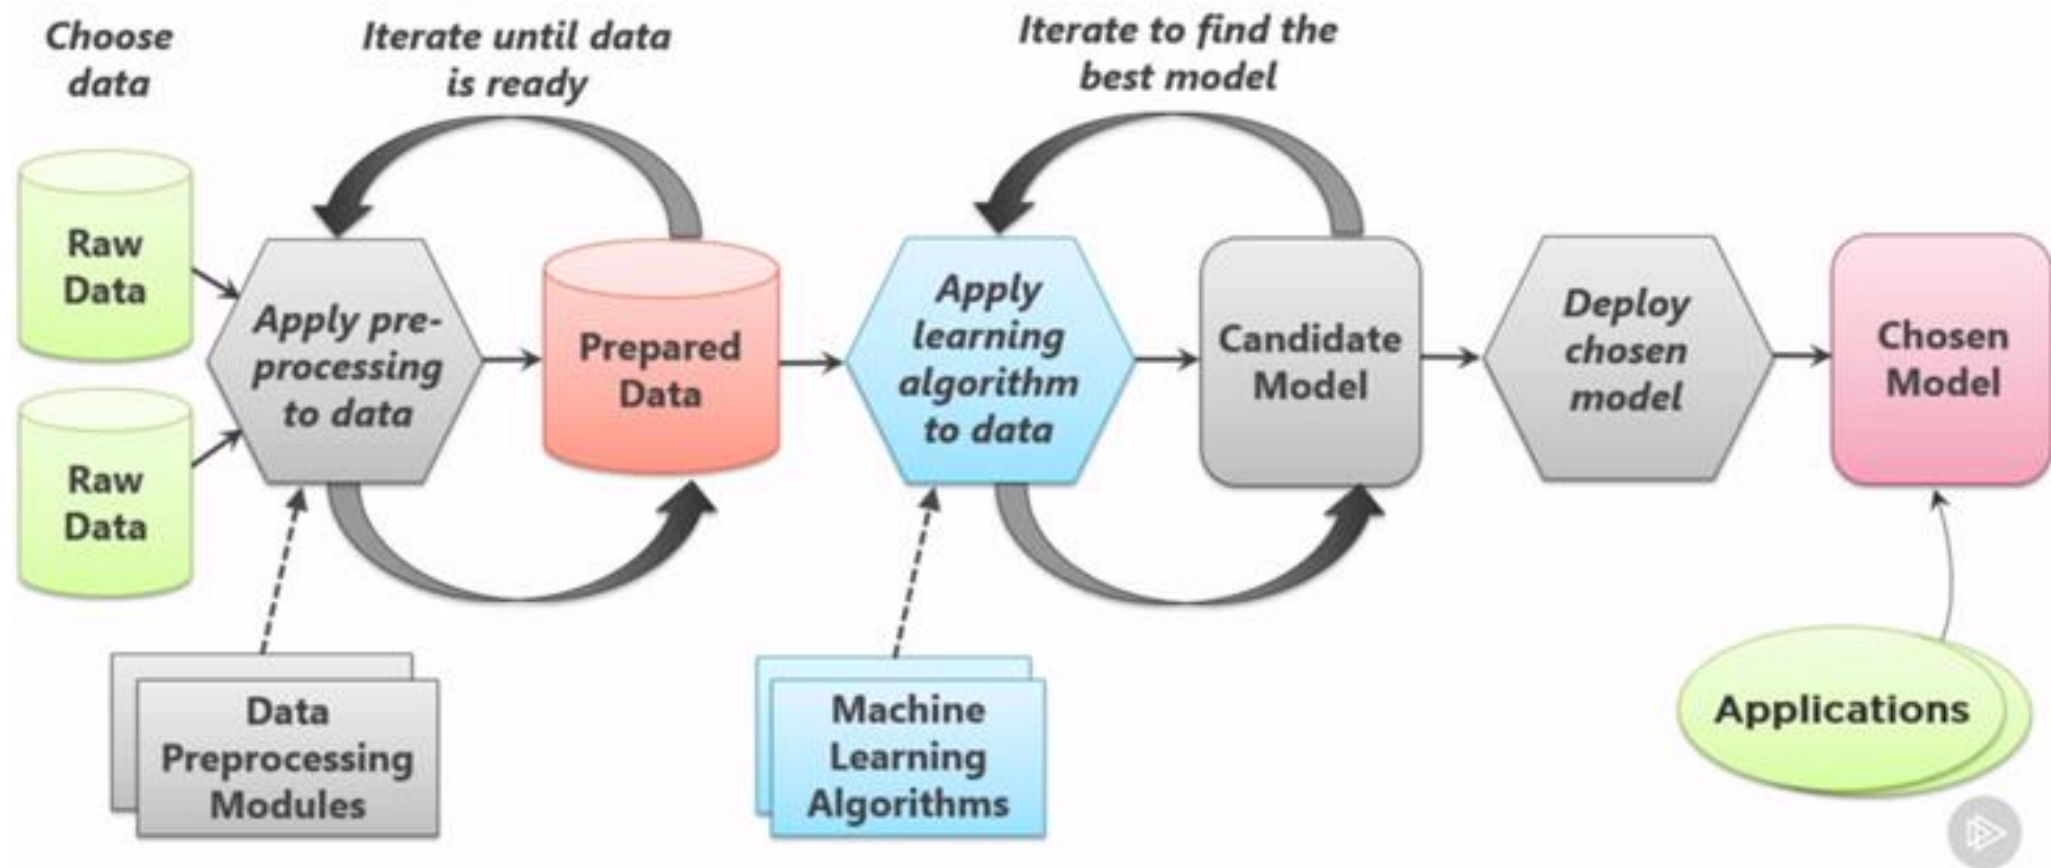 Choose
data
Iterate until data
is ready
Iterate to find the
best model
Raw
Data
Raw
Data
Apply pre-
processing
to data
Prepared
Data
Apply
learning
algorithm
to data
Candidate
Model
Deploy
chosen
model
Chosen
Model
Data
Preprocessing
Modules
Machine
Learning
Algorithms
Applications